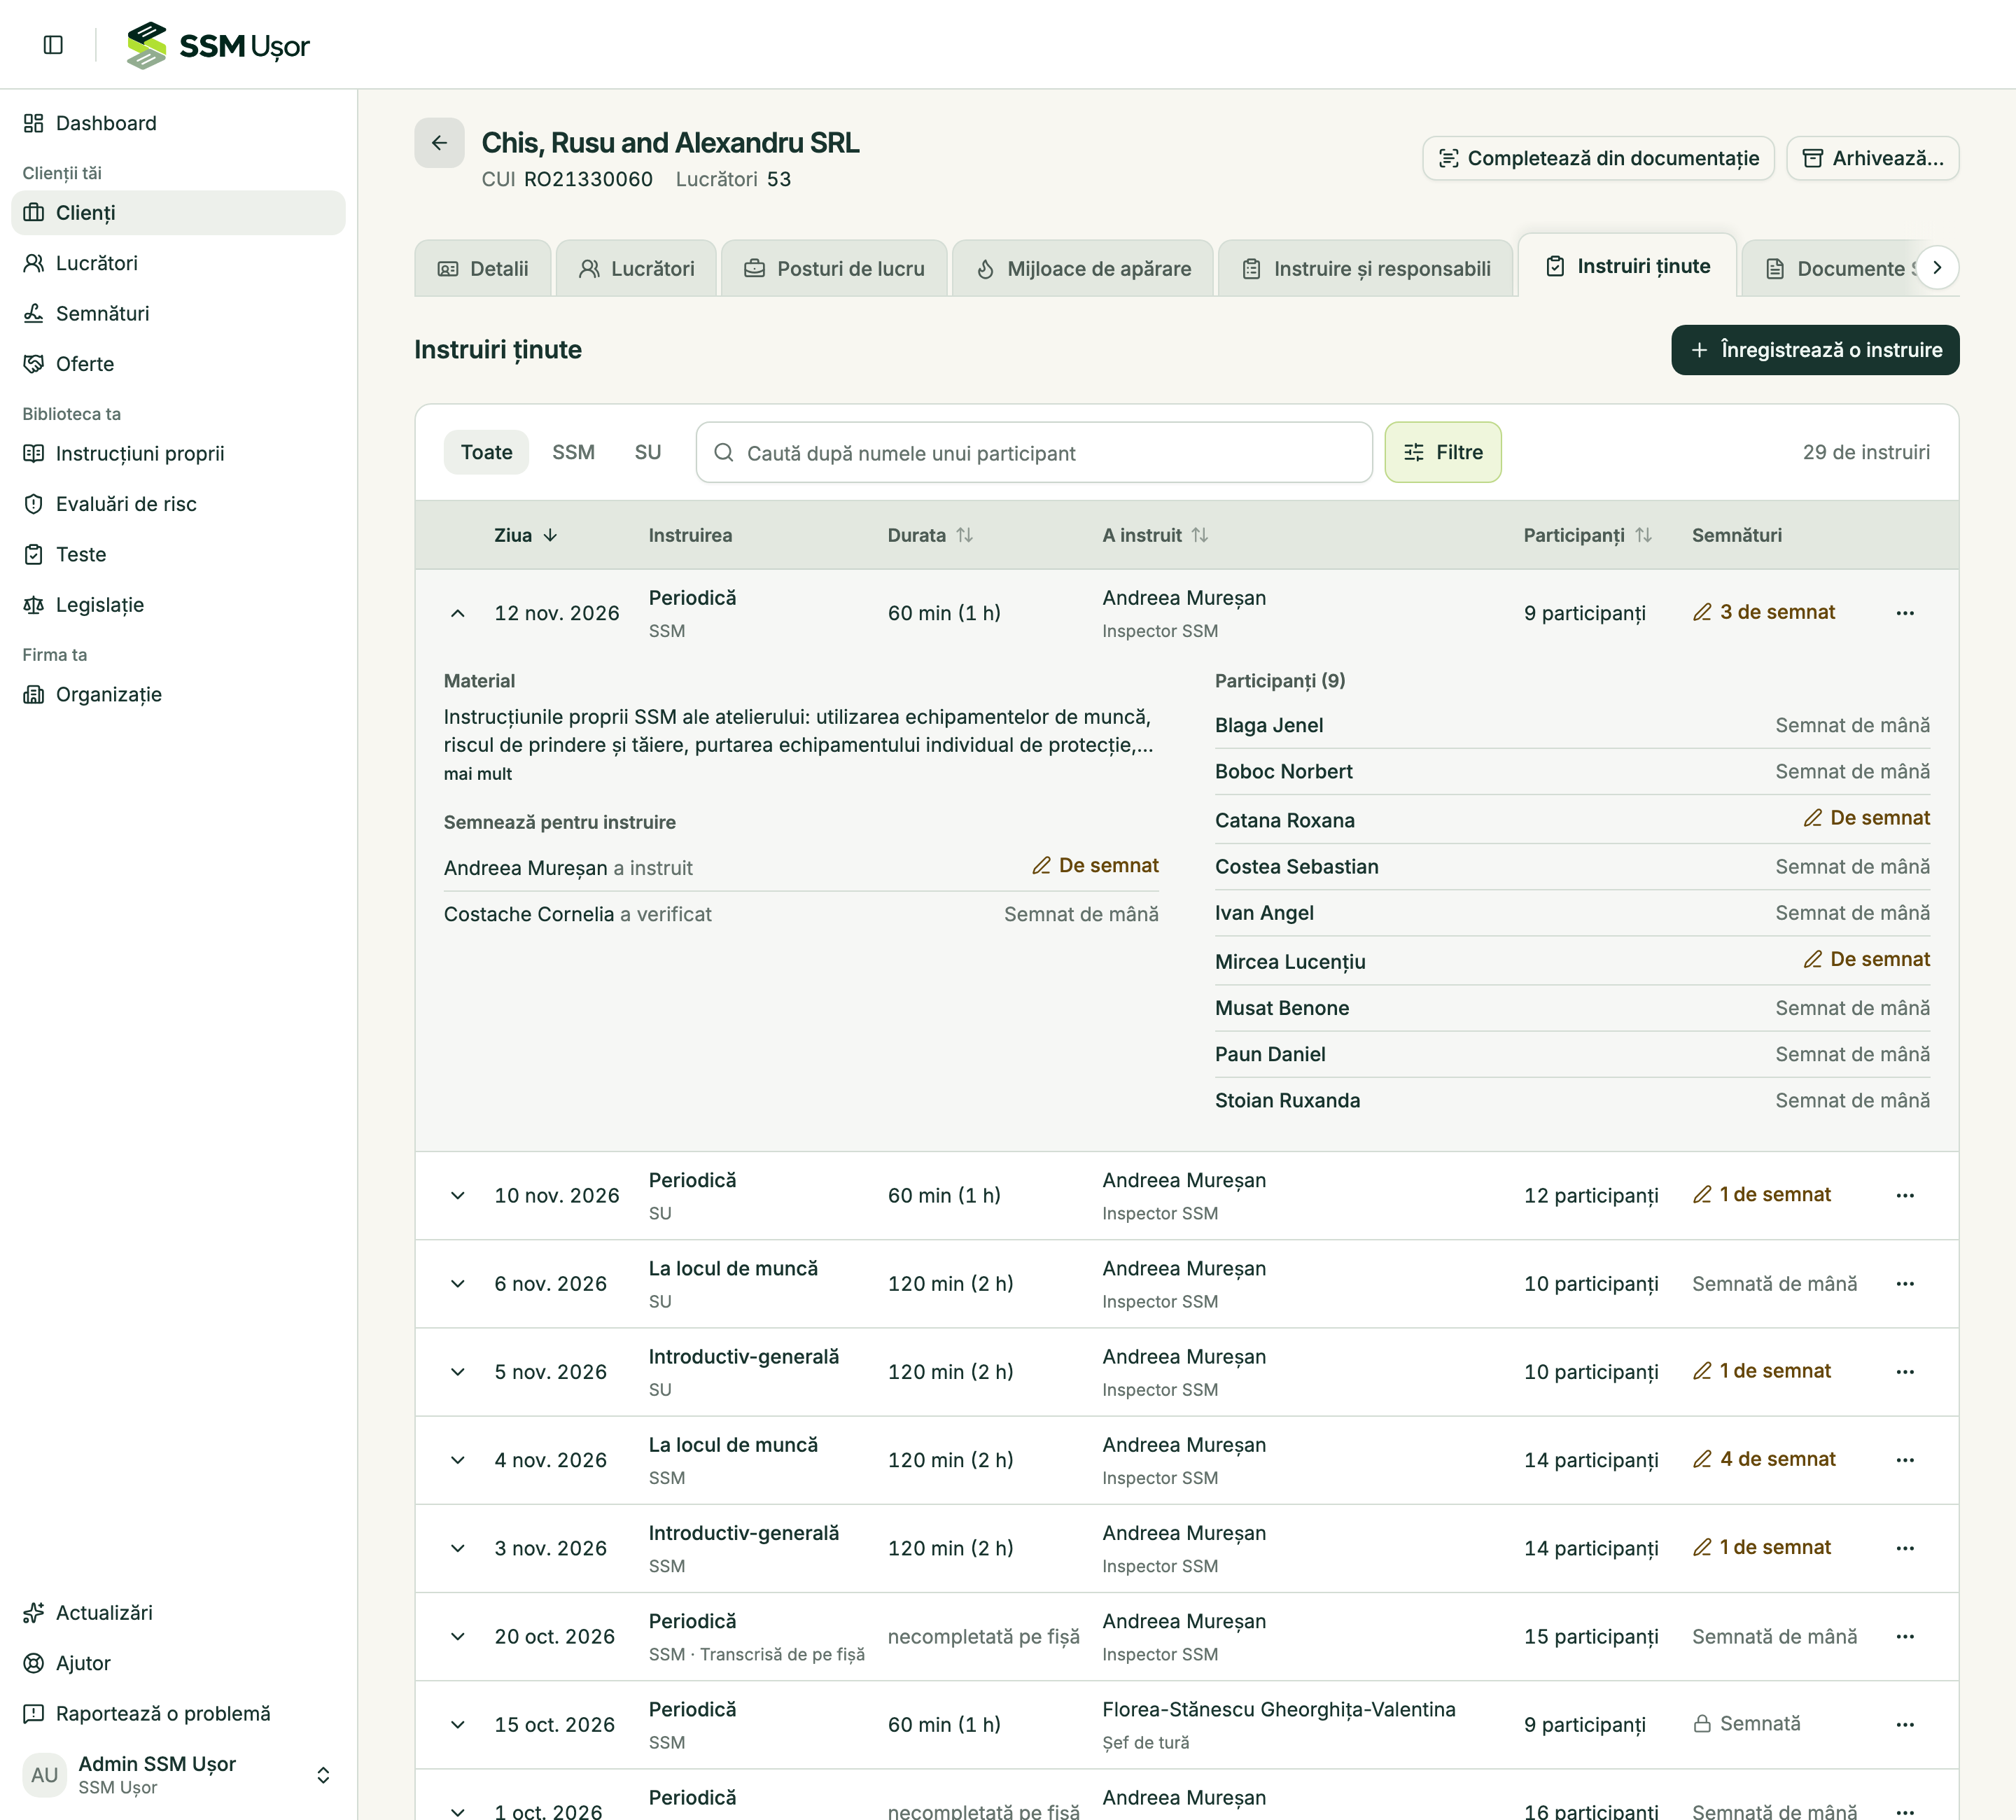 SSM Ușor
Dashboard
Clienții tăi
Clienți
Lucrători
Semnături
Oferte
Biblioteca ta
Instrucțiuni proprii
Evaluări de risc
Teste
Legislație
Firma ta
Organizație
Actualizări
Ajutor
Raportează o problemă
AU
Admin SSM Ușor
SSM Ușor
Chis, Rusu and Alexandru SRL
CUI RO21330060 Lucrători 53
Completează din documentație
Arhivează...
Detalii
Lucrători
Posturi de lucru
Mijloace de apărare
Instruire și responsabili
Instruiri ținute
Documente
Instruiri ținute
Înregistrează o instruire
Toate SSM SU
Caută după numele unui participant
Filtre
29 de instruiri
Ziua Instruirea Durata A instruit Participanți Semnături
12 nov. 2026
Periodică
SSM
60 min (1 h)
Andreea Mureșan
Inspector SSM
9 participanți
3 de semnat
Material
Instrucțiunile proprii SSM ale atelierului: utilizarea echipamentelor de muncă,
riscul de prindere și tăiere, purtarea echipamentului individual de protecție,...
mai mult
Semnează pentru instruire
Andreea Mureșan a instruit De semnat
Costache Cornelia a verificat Semnat de mână
Participanți (9)
Blaga Jenel Semnat de mână
Boboc Norbert Semnat de mână
Catana Roxana De semnat
Costea Sebastian Semnat de mână
Ivan Angel Semnat de mână
Mircea Lucențiu De semnat
Musat Benone Semnat de mână
Paun Daniel Semnat de mână
Stoian Ruxanda Semnat de mână
10 nov. 2026
Periodică
SU
60 min (1 h)
Andreea Mureșan
Inspector SSM
12 participanți
1 de semnat
6 nov. 2026
La locul de muncă
SU
120 min (2 h)
Andreea Mureșan
Inspector SSM
10 participanți
Semnată de mână
5 nov. 2026
Introductiv-generală
SU
120 min (2 h)
Andreea Mureșan
Inspector SSM
10 participanți
1 de semnat
4 nov. 2026
La locul de muncă
SSM
120 min (2 h)
Andreea Mureșan
Inspector SSM
14 participanți
4 de semnat
3 nov. 2026
Introductiv-generală
SSM
120 min (2 h)
Andreea Mureșan
Inspector SSM
14 participanți
1 de semnat
20 oct. 2026
Periodică
SSM · Transcrisă de pe fișă
necompletată pe fișă
Andreea Mureșan
Inspector SSM
15 participanți
Semnată de mână
15 oct. 2026
Periodică
SSM
60 min (1 h)
Florea-Stănescu Gheorghița-Valentina
Șef de tură
9 participanți
Semnată
1 oct. 2026
Periodică
necompletată pe fișă
Andreea Mureșan
16 participanți
Semnată de mână